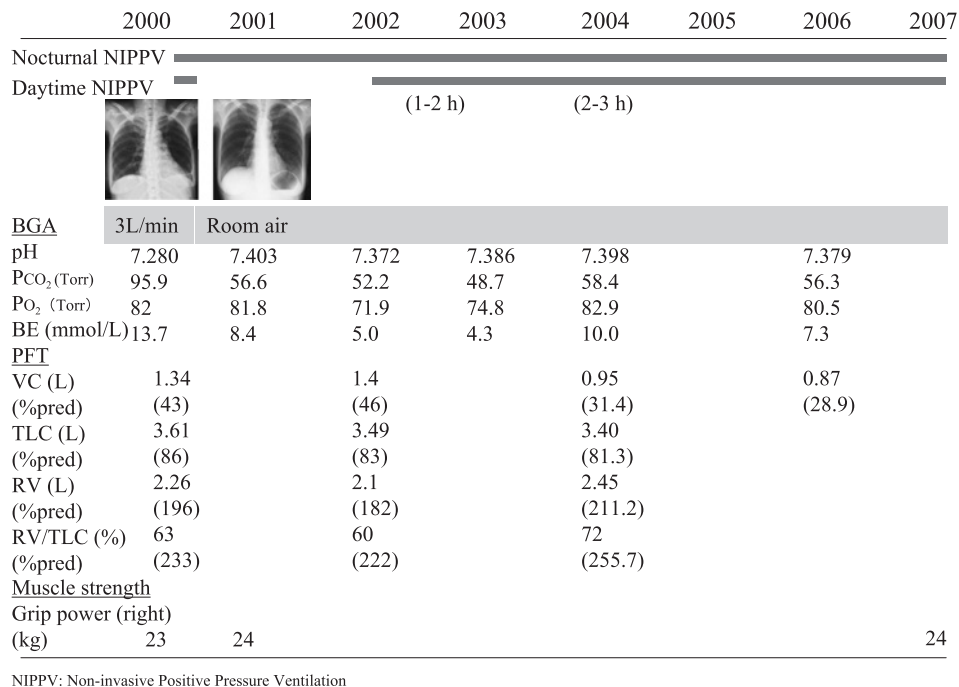 2000 2001 2002 2003 2004 2005 2006 2007
Nocturnal NIPPV
Daytime NIPPV
(1-2 h) (2-3 h)
BGA 3L/min Room air
pH 7.280 7.403 7.372 7.386 7.398 7.379
PCO2 (Torr) 95.9 56.6 52.2 48.7 58.4 56.3
PO2 (Torr) 82 81.8 71.9 74.8 82.9 80.5
BE (mmol/L) 13.7 8.4 5.0 4.3 10.0 7.3
PFT
VC (L) 1.34 1.4 0.95 0.87
(%pred) (43) (46) (31.4) (28.9)
TLC (L) 3.61 3.49 3.40
(%pred) (86) (83) (81.3)
RV (L) 2.26 2.1 2.45
(%pred) (196) (182) (211.2)
RV/TLC (%) 63 60 72
(%pred) (233) (222) (255.7)
Muscle strength
Grip power (right)
(kg) 23 24 24
NIPPV: Non-invasive Positive Pressure Ventilation